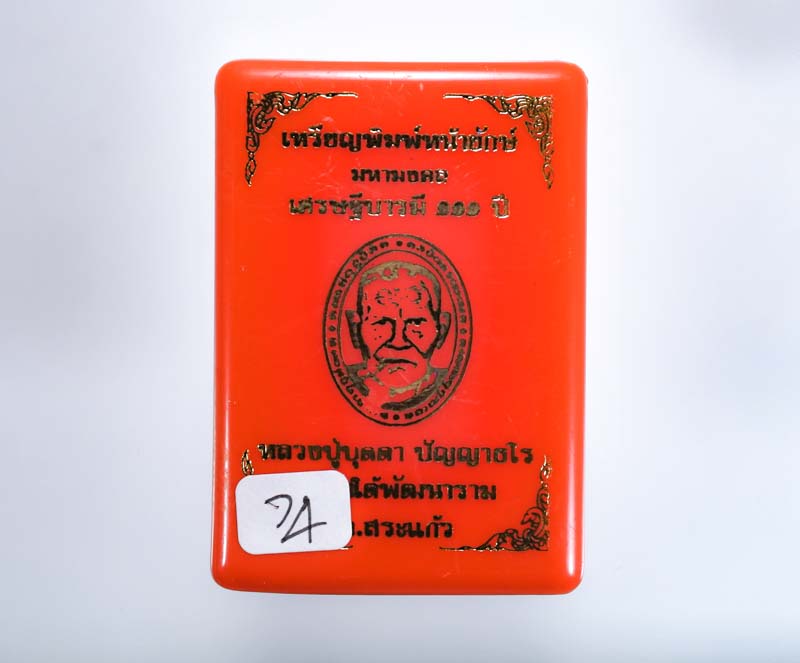 เหรียญพิมพ์หน้ายักษ์
มหามงคล
เศรษฐีบารมี ๑๑๑ ปี
หลวงปู่บุดดา ปัญญาธโร
ใต้พัฒนาราม
.สระแก้ว